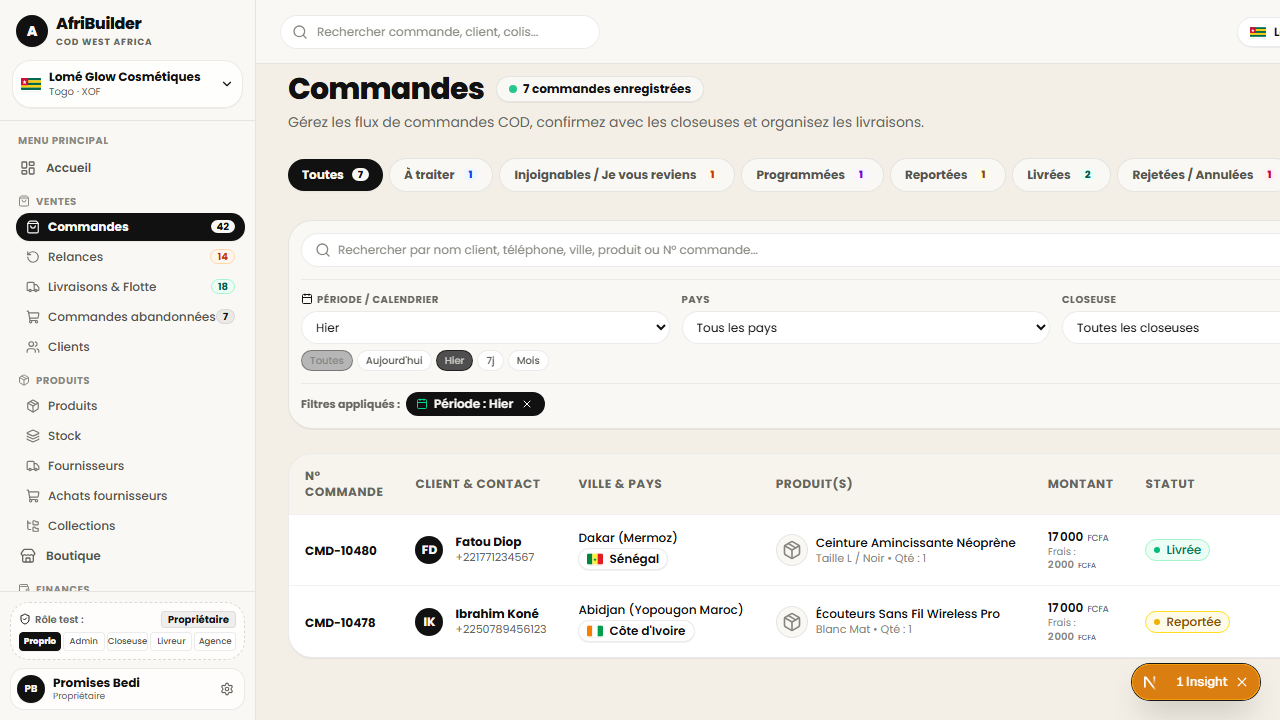 A
AfriBuilder
COD WEST AFRICA
Lomé Glow Cosmétiques
Togo · XOF
MENU PRINCIPAL
Accueil
VENTES
Commandes 42
Relances 14
Livraisons & Flotte 18
Commandes abandonnées 7
Clients
PRODUITS
Produits
Stock
Fournisseurs
Achats fournisseurs
Collections
Boutique
FINANCES
Rôle test : Propriétaire
Proprio Admin Closeuse Livreur Agence
PB
Promises Bedi
Propriétaire
Rechercher commande, client, colis...
Commandes
7 commandes enregistrées
Gérez les flux de commandes COD, confirmez avec les closeuses et organisez les livraisons.
Toutes 7 À traiter 1 Injoignables / Je vous reviens 1 Programmées 1 Reportées 1 Livrées 2 Rejetées / Annulées 1
Rechercher par nom client, téléphone, ville, produit ou N° commande...
PÉRIODE / CALENDRIER PAYS CLOSEUSE
Hier Tous les pays Toutes les closeuses
Toutes Aujourd'hui Hier 7j Mois
Filtres appliqués : Période : Hier
N° COMMANDE CLIENT & CONTACT VILLE & PAYS PRODUIT(S) MONTANT STATUT
CMD-10480 FD Fatou Diop Dakar (Mermoz) Ceinture Amincissante Néoprène 17 000 FCFA Livrée
+221771234567 Sénégal Taille L / Noir • Qté : 1 Frais : 2 000 FCFA
CMD-10478 IK Ibrahim Koné Abidjan (Yopougon Maroc) Écouteurs Sans Fil Wireless Pro 17 000 FCFA Reportée
+2250789456123 Côte d'Ivoire Blanc Mat • Qté : 1 Frais : 2 000 FCFA
1 Insight